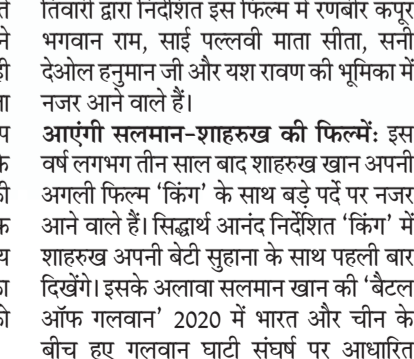 तिवारी द्वारा निर्देशित इस फिल्म में रणबीर कपूर
भगवान राम, साई पल्लवी माता सीता, सनी
देओल हनुमान जी और यश रावण की भूमिका में
नजर आने वाले हैं।
आएंगी सलमान-शाहरुख की फिल्में: इस
वर्ष लगभग तीन साल बाद शाहरुख खान अपनी
अगली फिल्म ‘किंग’ के साथ बड़े पर्दे पर नजर
आने वाले हैं। सिद्धार्थ आनंद निर्देशित ‘किंग’ में
शाहरुख अपनी बेटी सुहाना के साथ पहली बार
दिखेंगे। इसके अलावा सलमान खान की ‘बैटल
ऑफ गलवान’ 2020 में भारत और चीन के
बीच हुए गलवान घाटी संघर्ष पर आधारित